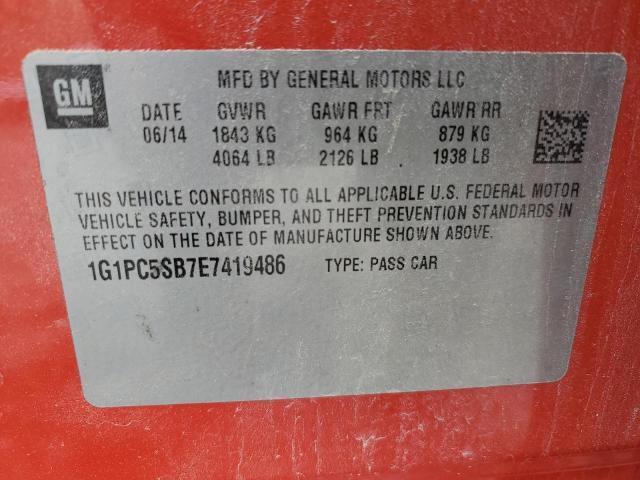 GM
MFD BY GENERAL MOTORS LLC
DATE GVWR GAWR FRT GAWR RR
06/14 1843 KG 964 KG 879 KG
4064 LB 2126 LB 1938 LB
THIS VEHICLE CONFORMS TO ALL APPLICABLE U.S. FEDERAL MOTOR
VEHICLE SAFETY, BUMPER, AND THEFT PREVENTION STANDARDS IN
EFFECT ON THE DATE OF MANUFACTURE SHOWN ABOVE.
1G1PC5SB7E7419486 TYPE: PASS CAR